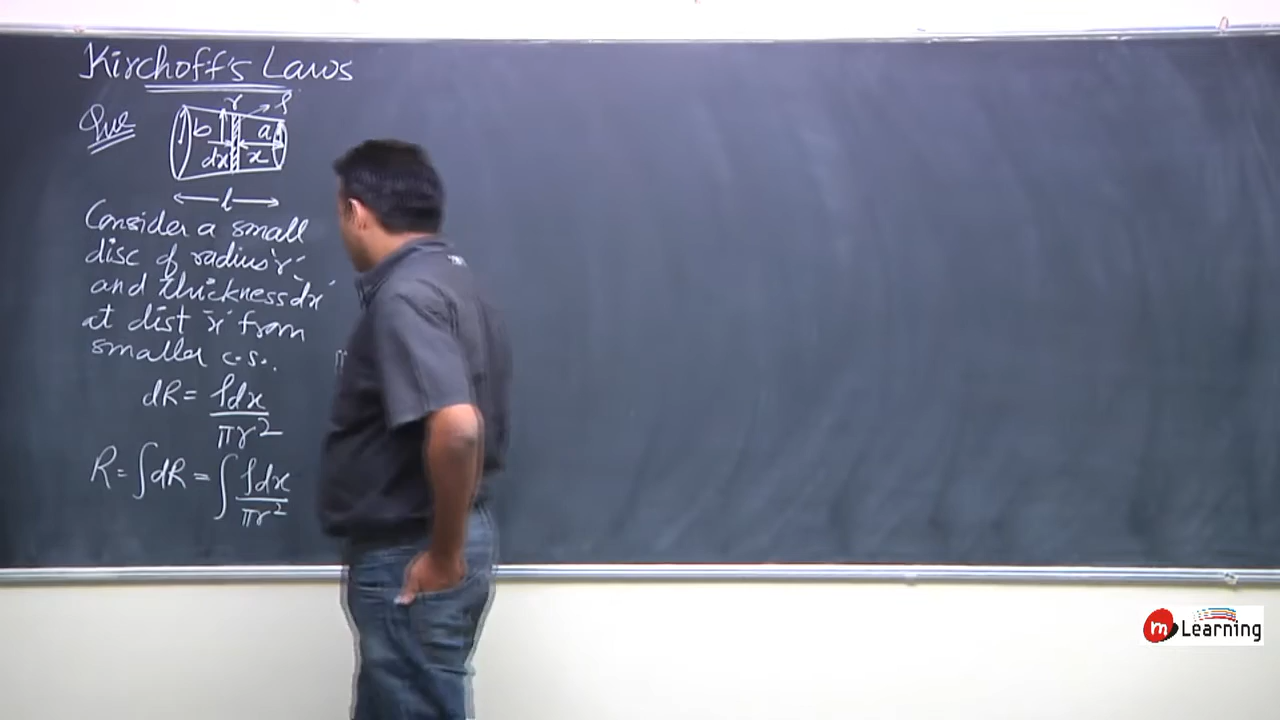 Kirchoff's Laws
Que
r ρ
b a
dx x
l
Consider a small
disc of radius 'r'
and thickness 'dx'
at dist 'x' from
smaller c.s.
dR = ρdx / πr²
R = ∫dR = ∫ ρdx / πr²
m Learning